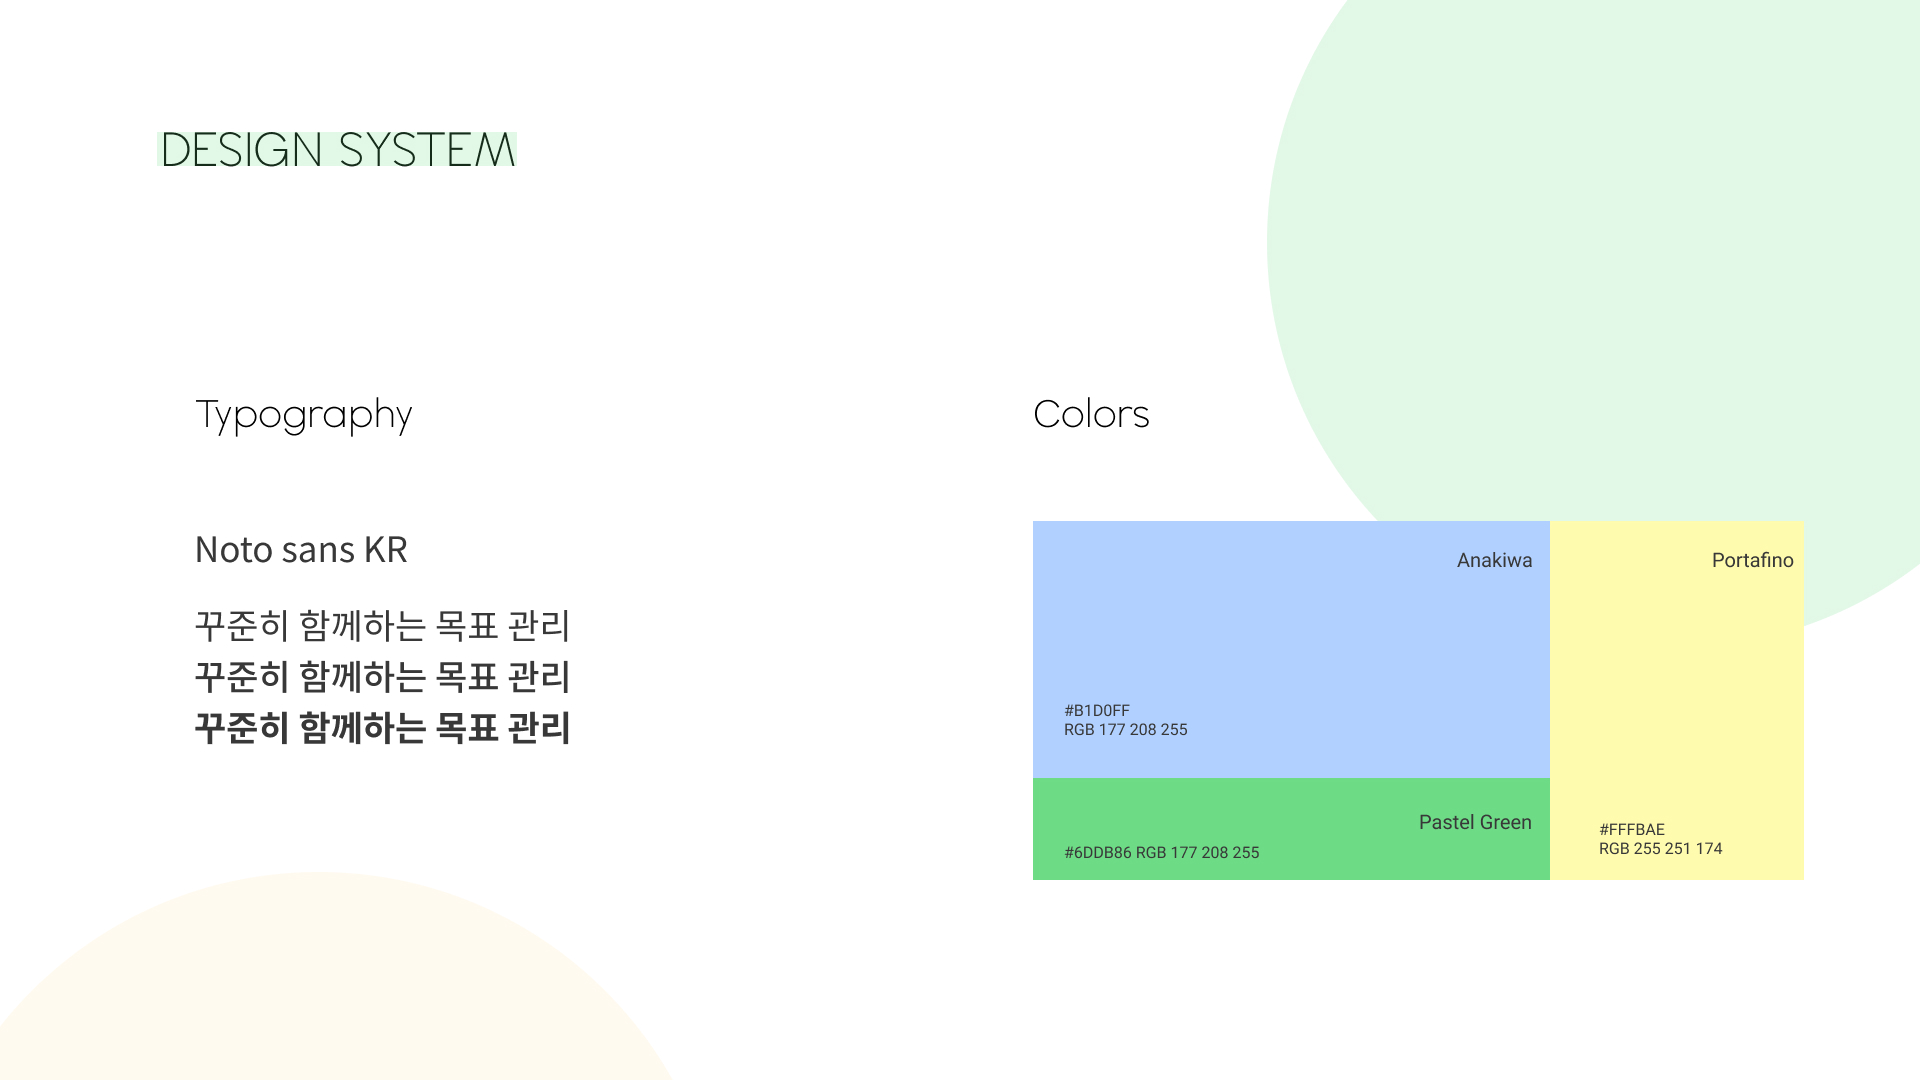 DESIGN SYSTEM
Typography
Noto sans KR
꾸준히 함께하는 목표 관리
꾸준히 함께하는 목표 관리
꾸준히 함께하는 목표 관리
Colors
Anakiwa
#B1D0FF
RGB 177 208 255
Pastel Green
#6DDB86 RGB 177 208 255
Portafino
#FFFBAE
RGB 255 251 174